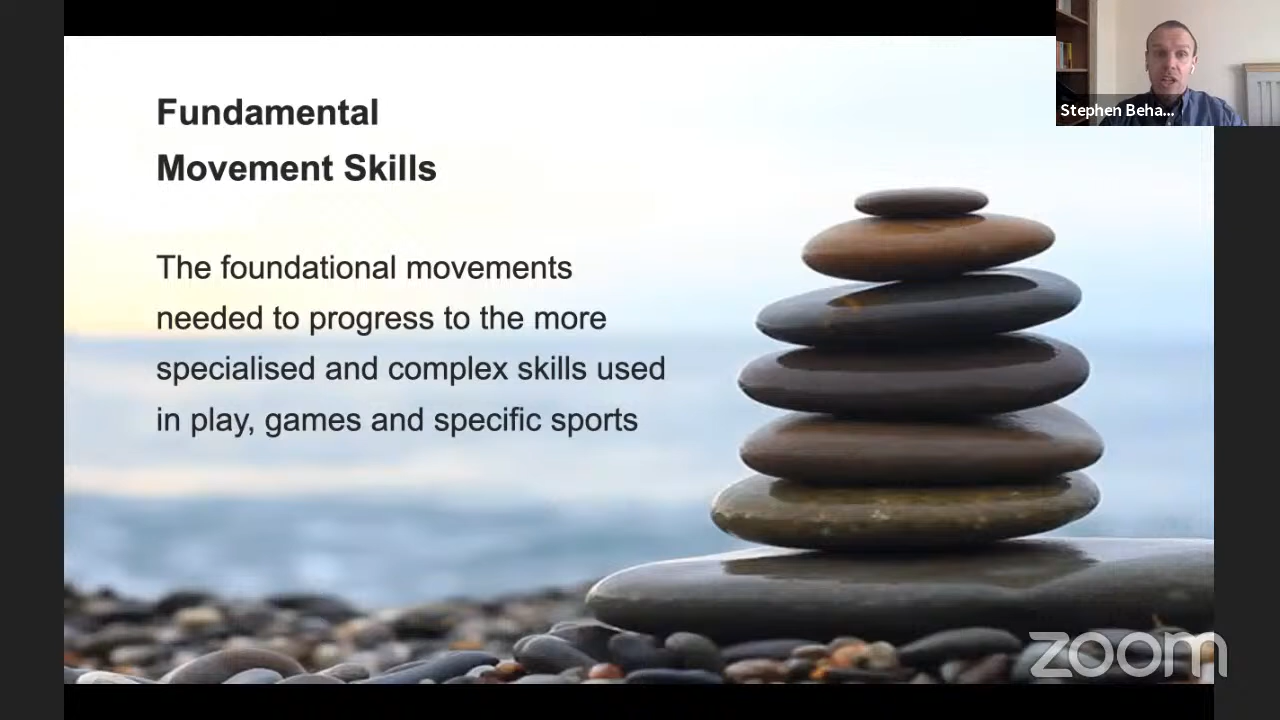 Fundamental
Movement Skills
The foundational movements
needed to progress to the more
specialised and complex skills used
in play, games and specific sports
Stephen Beha...
zoom